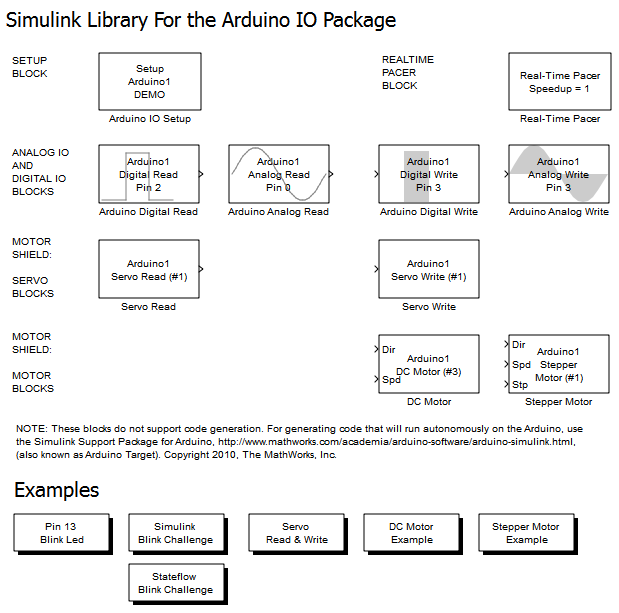 Simulink Library For the Arduino IO Package
SETUP
BLOCK
Setup
Arduino1
DEMO
Arduino IO Setup
REALTIME
PACER
BLOCK
Real-Time Pacer
Speedup = 1
Real-Time Pacer
ANALOG IO
AND
DIGITAL IO
BLOCKS
Arduino1
Digital Read
Pin 2
Arduino Digital Read
Arduino1
Analog Read
Pin 0
Arduino Analog Read
Arduino1
Digital Write
Pin 3
Arduino Digital Write
Arduino1
Analog Write
Pin 3
Arduino Analog Write
MOTOR
SHIELD:
SERVO
BLOCKS
Arduino1
Servo Read (#1)
Servo Read
Arduino1
Servo Write (#1)
Servo Write
MOTOR
SHIELD:
MOTOR
BLOCKS
Dir
Spd
Arduino1
DC Motor (#3)
DC Motor
Dir
Spd
Stp
Arduino1
Stepper
Motor (#1)
Stepper Motor
NOTE: These blocks do not support code generation. For generating code that will run autonomously on the Arduino, use
the Simulink Support Package for Arduino, http://www.mathworks.com/academia/arduino-software/arduino-simulink.html,
(also known as Arduino Target). Copyright 2010, The MathWorks, Inc.
Examples
Pin 13
Blink Led
Simulink
Blink Challenge
Servo
Read & Write
DC Motor
Example
Stepper Motor
Example
Stateflow
Blink Challenge